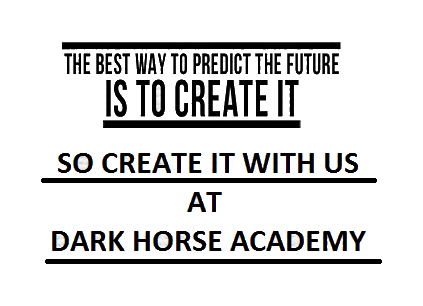 THE BEST WAY TO PREDICT THE FUTURE
IS TO CREATE IT
SO CREATE IT WITH US
AT
DARK HORSE ACADEMY